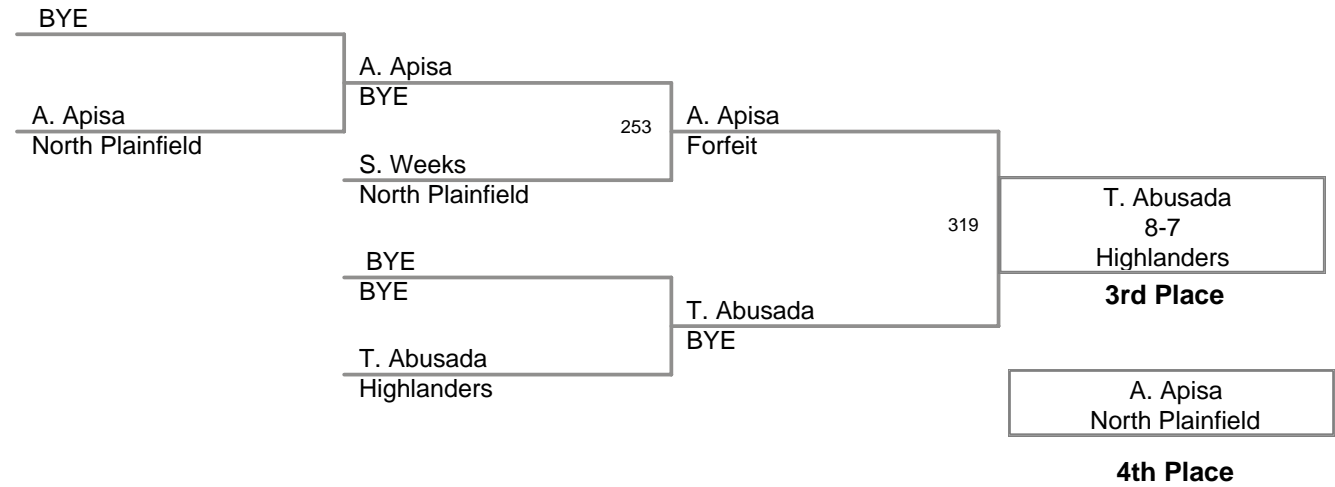 BYE
A. Apisa
BYE
A. Apisa
North Plainfield
253
A. Apisa
Forfeit
S. Weeks
North Plainfield
T. Abusada
8-7
Highlanders
319
BYE
BYE
3rd Place
T. Abusada
BYE
T. Abusada
Highlanders
A. Apisa
North Plainfield
4th Place